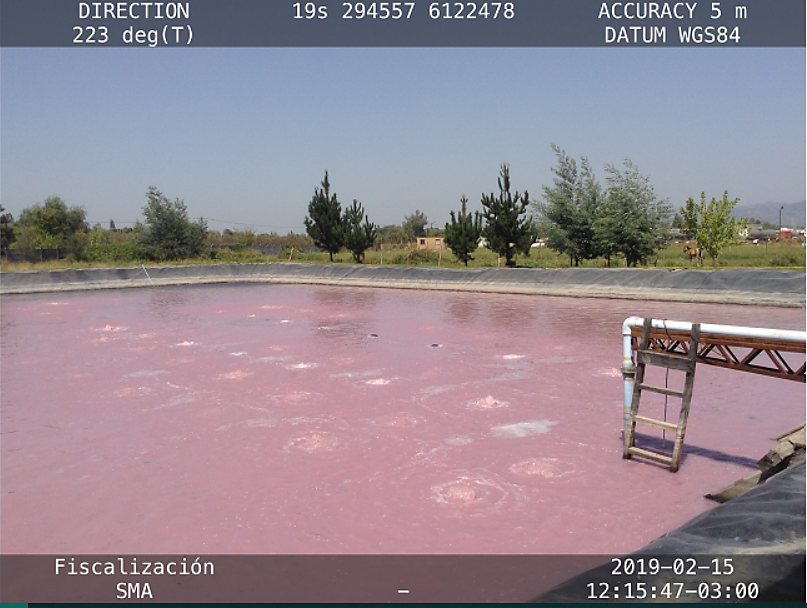 DIRECTION
223 deg(T)
19s 294557 6122478
ACCURACY 5 m
DATUM WGS84
Fiscalización
SMA
–
2019–02–15
12:15:47–03:00